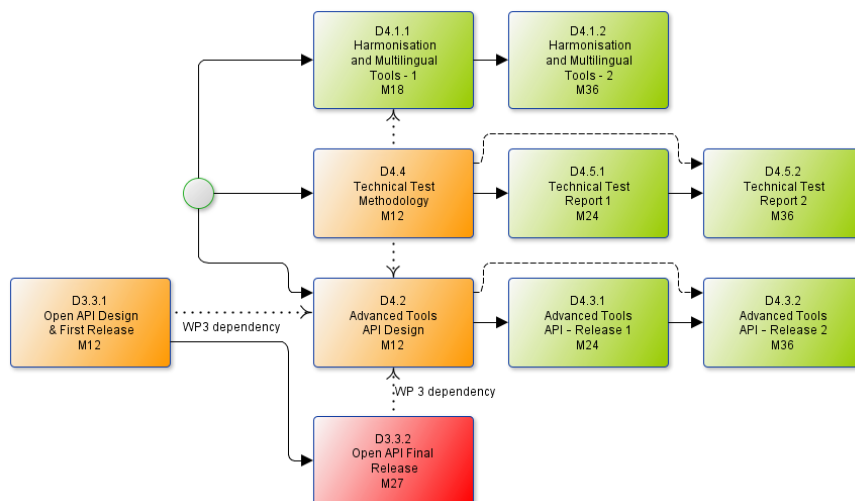 D4.1.1
Harmonisation
and Multilingual
Tools - 1
M18
D4.1.2
Harmonisation
and Multilingual
Tools - 2
M36
D4.4
Technical Test
Methodology
M12
D4.5.1
Technical Test
Report 1
M24
D4.5.2
Technical Test
Report 2
M36
D3.3.1
Open API Design
& First Release
M12
WP3 dependency
D4.2
Advanced Tools
API Design
M12
D4.3.1
Advanced Tools
API – Release 1
M24
D4.3.2
Advanced Tools
API – Release 2
M36
WP 3 dependency
D3.3.2
Open API Final
Release
M27